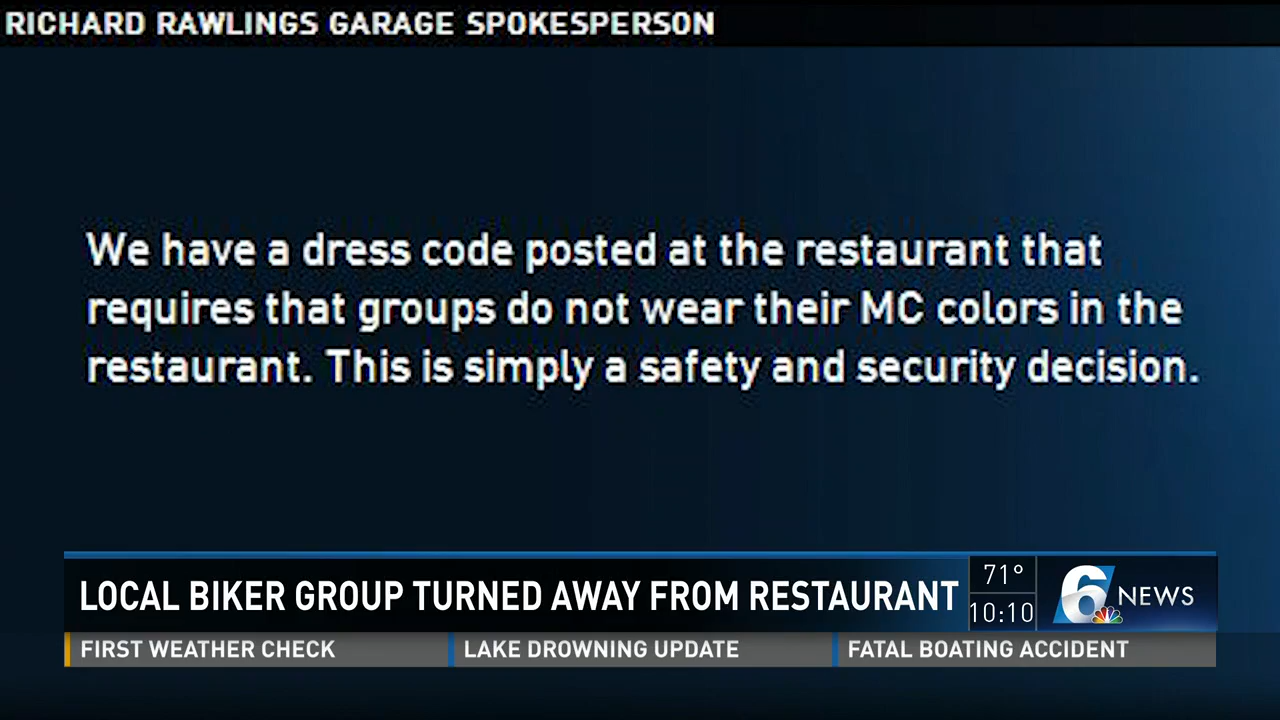 RICHARD RAWLINGS GARAGE SPOKESPERSON
We have a dress code posted at the restaurant that
requires that groups do not wear their MC colors in the
restaurant. This is simply a safety and security decision.
LOCAL BIKER GROUP TURNED AWAY FROM RESTAURANT
71°
10:10
6 NEWS
FIRST WEATHER CHECK
LAKE DROWNING UPDATE
FATAL BOATING ACCIDENT